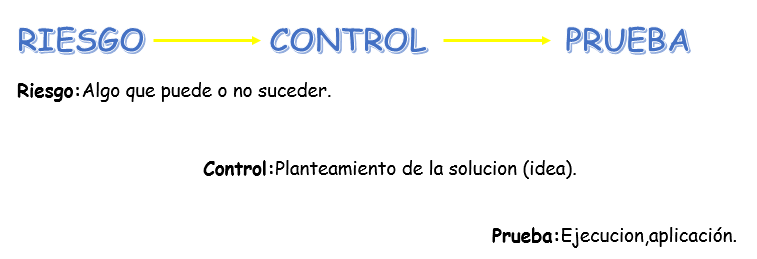 RIESGO CONTROL PRUEBA
Riesgo:Algo que puede o no suceder.
Control:Planteamiento de la solucion (idea).
Prueba:Ejecucion,aplicación.